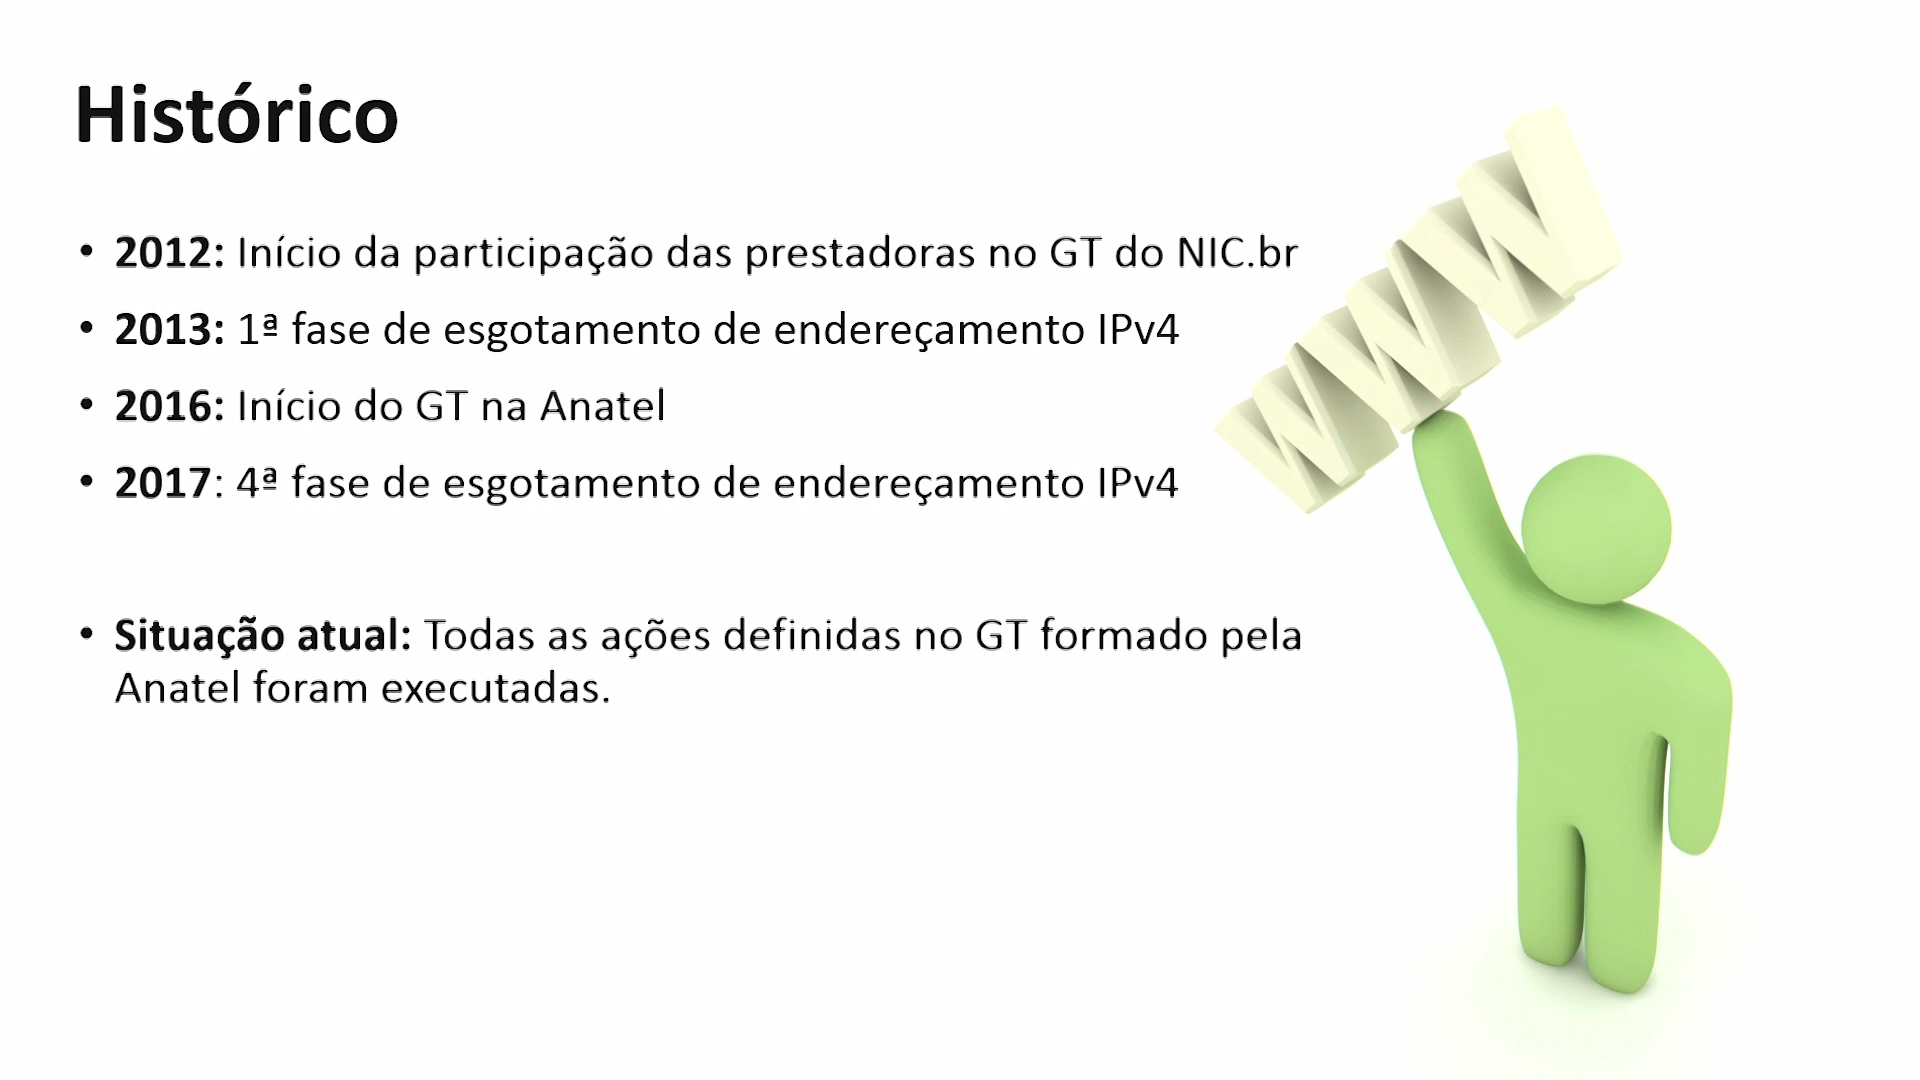 Histórico
• 2012: Início da participação das prestadoras no GT do NIC.br
• 2013: 1ª fase de esgotamento de endereçamento IPv4
• 2016: Início do GT na Anatel
• 2017: 4ª fase de esgotamento de endereçamento IPv4
• Situação atual: Todas as ações definidas no GT formado pela
Anatel foram executadas.
WWW